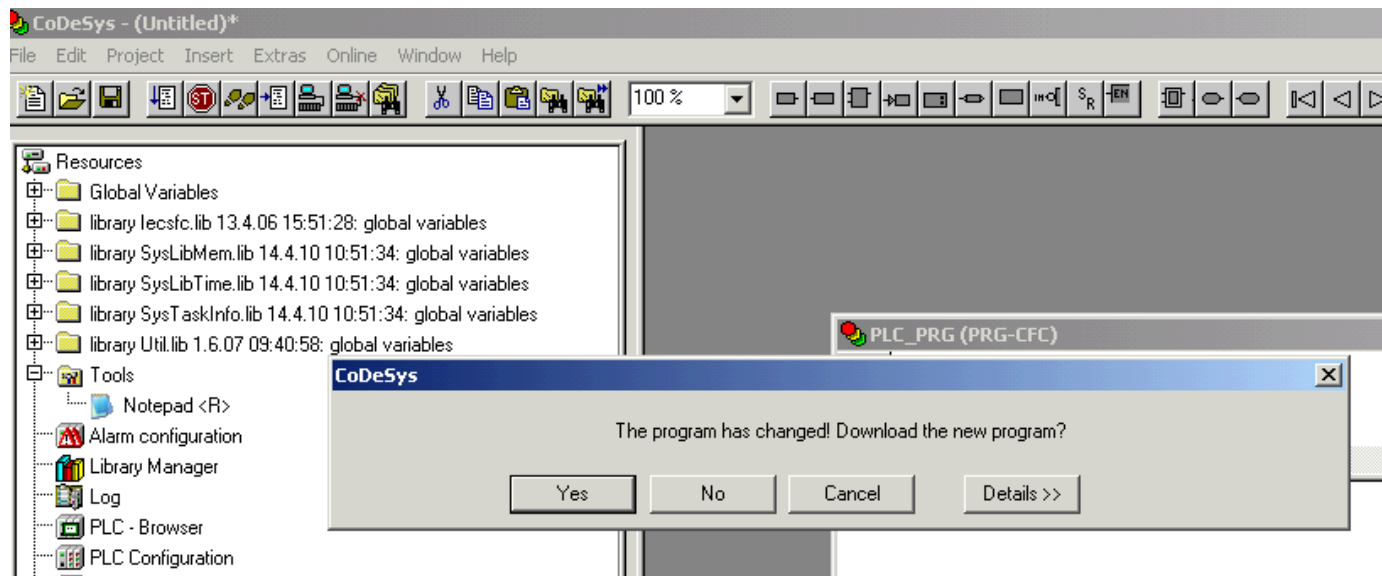 CoDeSys - (Untitled)*
File Edit Project Insert Extras Online Window Help
ST
100 %
S R
EN
Resources
Global Variables
library Iecsfc.lib 13.4.06 15:51:28: global variables
library SysLibMem.lib 14.4.10 10:51:34: global variables
library SysLibTime.lib 14.4.10 10:51:34: global variables
library SysTaskInfo.lib 14.4.10 10:51:34: global variables
library Util.lib 1.6.07 09:40:58: global variables
PLC_PRG (PRG-CFC)
Tools
Notepad <R>
Alarm configuration
Library Manager
Log
PLC - Browser
PLC Configuration
CoDeSys
The program has changed! Download the new program?
Yes No Cancel Details >>